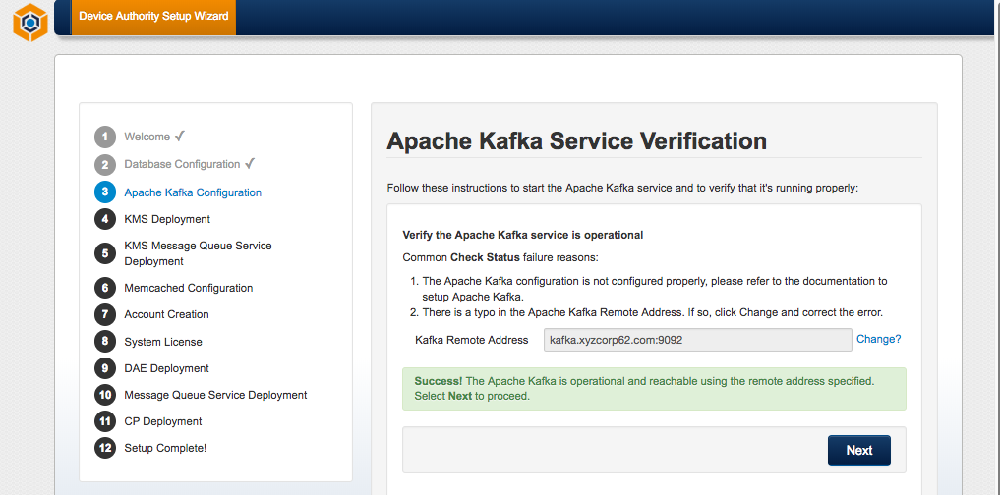 Device Authority Setup Wizard
1 Welcome ✓
2 Database Configuration ✓
3 Apache Kafka Configuration
4 KMS Deployment
5 KMS Message Queue Service
Deployment
6 Memcached Configuration
7 Account Creation
8 System License
9 DAE Deployment
10 Message Queue Service Deployment
11 CP Deployment
12 Setup Complete!
Apache Kafka Service Verification
Follow these instructions to start the Apache Kafka service and to verify that it's running properly:
Verify the Apache Kafka service is operational
Common Check Status failure reasons:
1. The Apache Kafka configuration is not configured properly, please refer to the documentation to
setup Apache Kafka.
2. There is a typo in the Apache Kafka Remote Address. If so, click Change and correct the error.
Kafka Remote Address kafka.xyzcorp62.com:9092 Change?
Success! The Apache Kafka is operational and reachable using the remote address specified.
Select Next to proceed.
Next